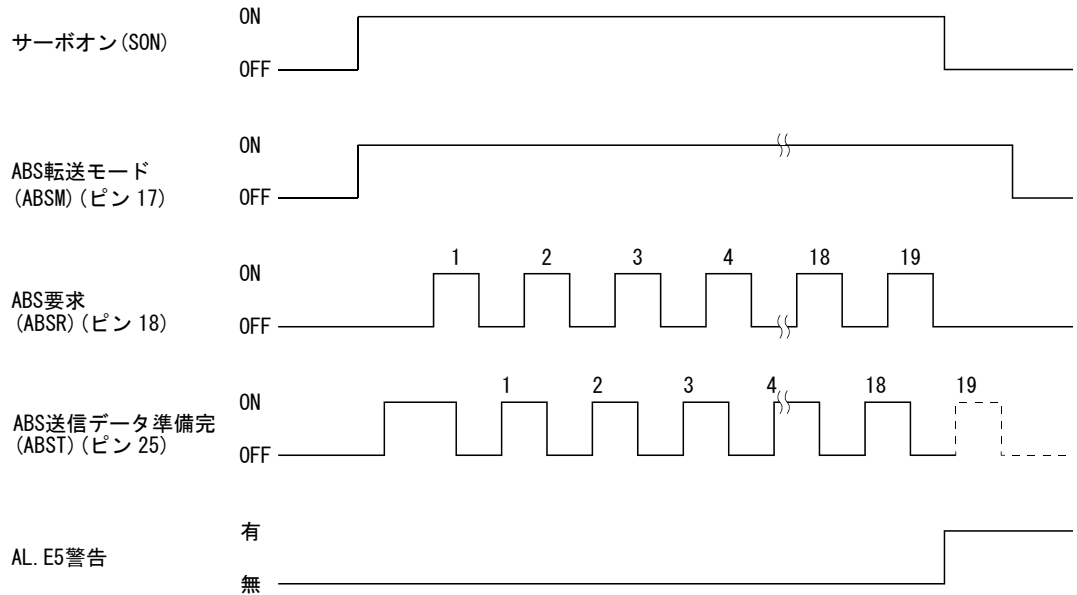 ON
サーボオン(SON)
OFF
ON
ABS転送モード
(ABSM)(ピン 17)
OFF
1 2 3 4 18 19
ON
ABS要求
(ABSR)(ピン 18)
OFF
1 2 3 4 18 19
ON
ABS送信データ準備完
(ABST)(ピン 25)
OFF
有
AL.E5警告
無